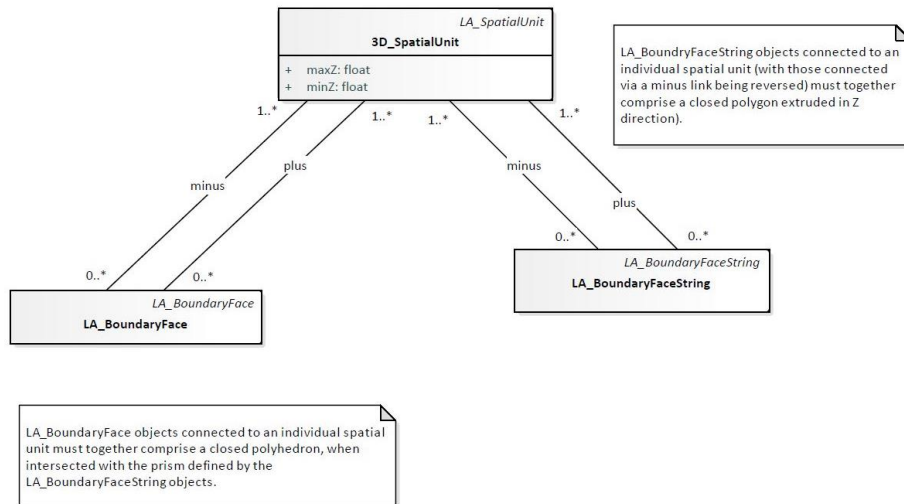 LA_SpatialUnit
3D_SpatialUnit
+ maxZ: float
+ minZ: float
LA_BoundryFaceString objects connected to an
individual spatial unit (with those connected
via a minus link being reversed) must together
comprise a closed polygon extruded in Z
direction).
1..*
1..*
1..*
1..*
minus
plus
minus
plus
0..*
0..*
0..*
0..*
LA_BoundaryFace
LA_BoundaryFace
LA_BoundaryFaceString
LA_BoundaryFaceString
LA_BoundaryFace objects connected to an individual spatial
unit must together comprise a closed polyhedron, when
intersected with the prism defined by the
LA_BoundaryFaceString objects.